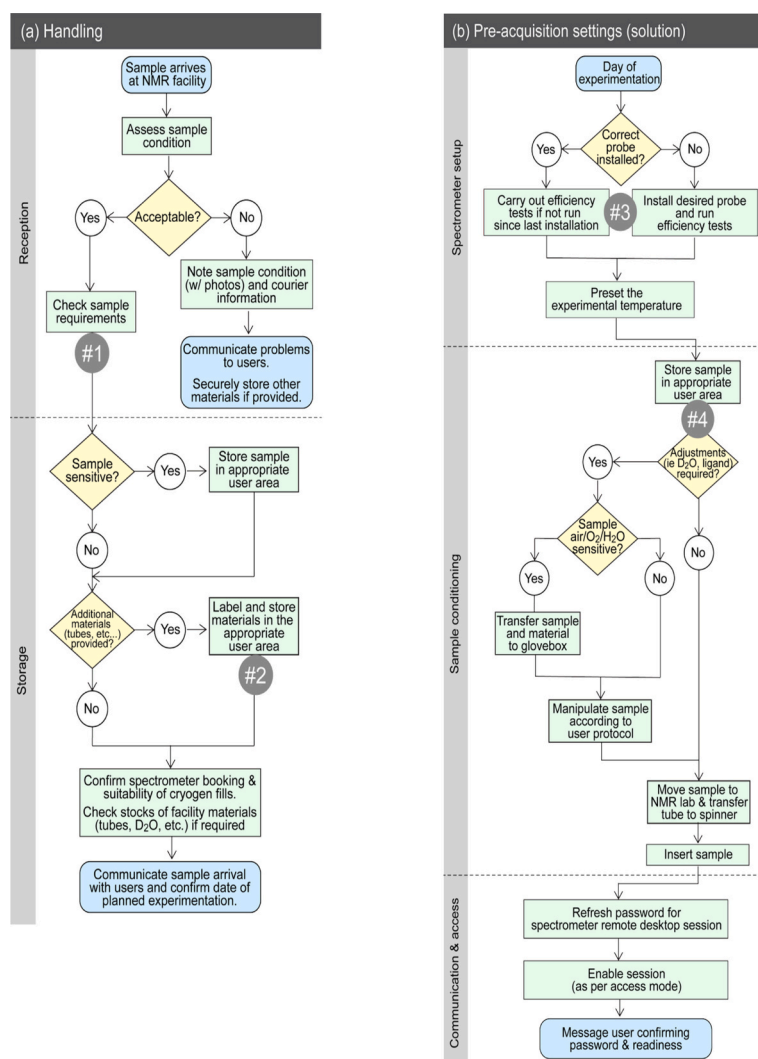 (a) Handling
Reception
Sample arrives
at NMR facility
Assess sample
condition
Acceptable?
Yes
No
Check sample
requirements
#1
Note sample condition
(w/ photos) and courier
information
Communicate problems
to users.
Securely store other
materials if provided.
Storage
Sample
sensitive?
Yes
Store sample
in appropriate
user area
No
Additional
materials
(tubes, etc...)
provided?
Yes
Label and store
materials in the
appropriate
user area
#2
No
Confirm spectrometer booking &
suitability of cryogen fills.
Check stocks of facility materials
(tubes, D₂O, etc.) if required
Communicate sample arrival
with users and confirm date of
planned experimentation.
(b) Pre-acquisition settings (solution)
Spectrometer setup
Day of
experimentation
Correct
probe
installed?
Yes
No
Carry out efficiency
tests if not run
since last installation
#3
Install desired probe
and run
efficiency tests
Preset the
experimental temperature
Sample conditioning
Store sample
in appropriate
user area
#4
Adjustments
(ie D₂O, ligand)
required?
Yes
No
Sample
air/O₂/H₂O
sensitive?
Yes
No
Transfer sample
and material
to glovebox
Manipulate sample
according to
user protocol
Move sample to
NMR lab & transfer
tube to spinner
Insert sample
Communication & access
Refresh password for
spectrometer remote desktop session
Enable session
(as per access mode)
Message user confirming
password & readiness